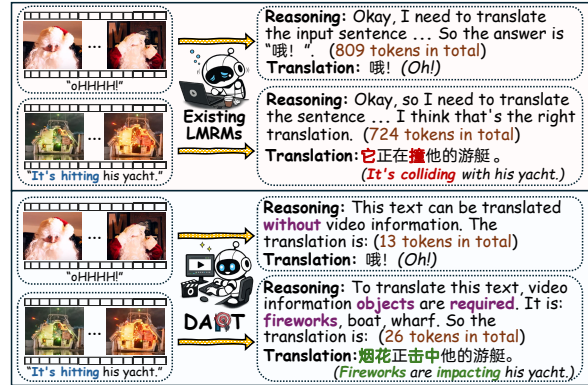 "oHHHH!"
"It's hitting his yacht."
Existing
LMRMs
Reasoning: Okay, I need to translate
the input sentence ... So the answer is
“哦！”. (809 tokens in total)
Translation: 哦！ (Oh!)
Reasoning: Okay, so I need to translate
the sentence ... I think that's the right
translation. (724 tokens in total)
Translation:它正在撞他的游艇。
(It's colliding with his yacht.)
"oHHHH!"
"It's hitting his yacht."
DART
Reasoning: This text can be translated
without video information. The
translation is: (13 tokens in total)
Translation: 哦！ (Oh!)
Reasoning: To translate this text, video
information objects are required. It is:
fireworks, boat, wharf. So the
translation is: (26 tokens in total)
Translation:烟花正击中他的游艇。
(Fireworks are impacting his yacht.)